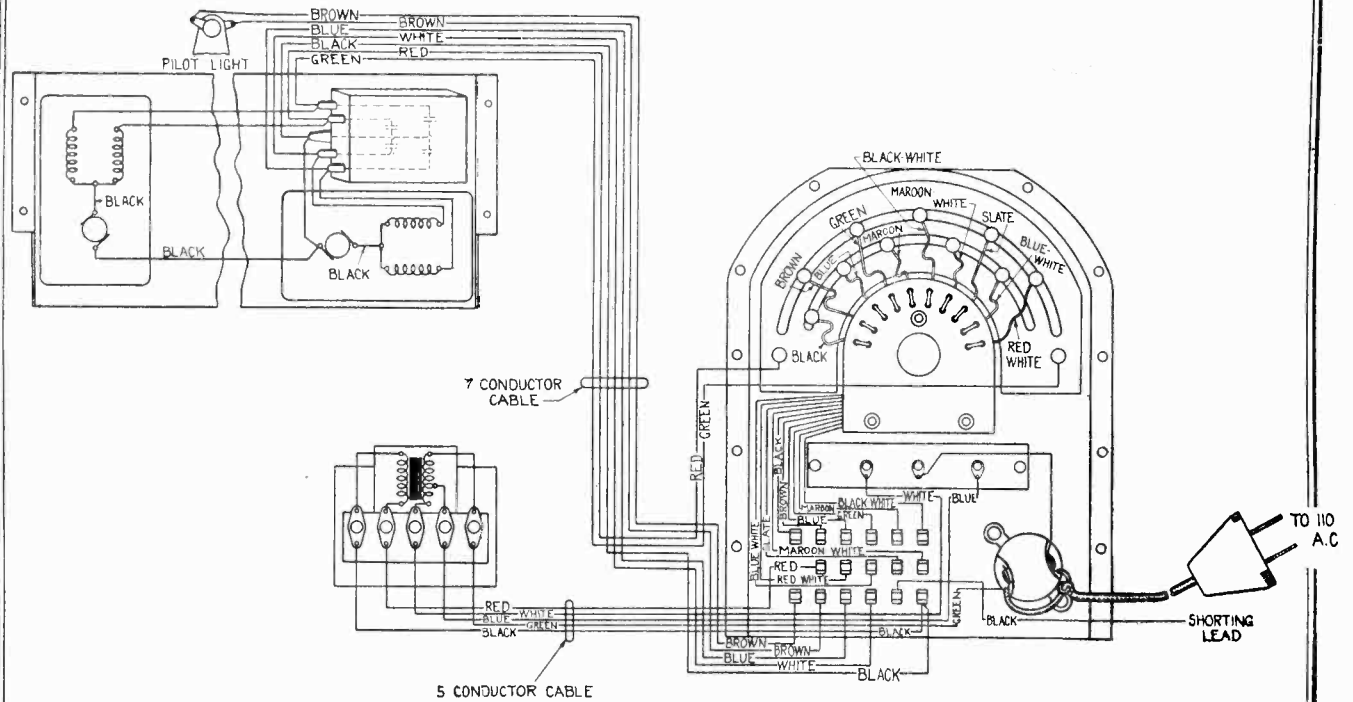 BROWN
BROWN
BLUE
WHITE
BLACK
RED
GREEN
PILOT LIGHT
BLACK
BLACK
BLACK
BLACK-WHITE
MAROON
WHITE
GREEN
SLATE
MAROON
BLUE-
WHITE
BROWN
BLUE
RED
WHITE
BLACK
7 CONDUCTOR
CABLE
GREEN
RED
BLACK
BROWN
SLATE
BLUE WHITE
BLACK WHITE
WHITE
BLUE
MAROON
GREEN
BLUE
MAROON WHITE
RED
RED WHITE
TO 110
A.C
RED
WHITE
BLUE
GREEN
BLACK
GREEN
BLACK
BLACK
SHORTING
LEAD
BROWN
BROWN
BLUE
WHITE
BLACK
5 CONDUCTOR CABLE